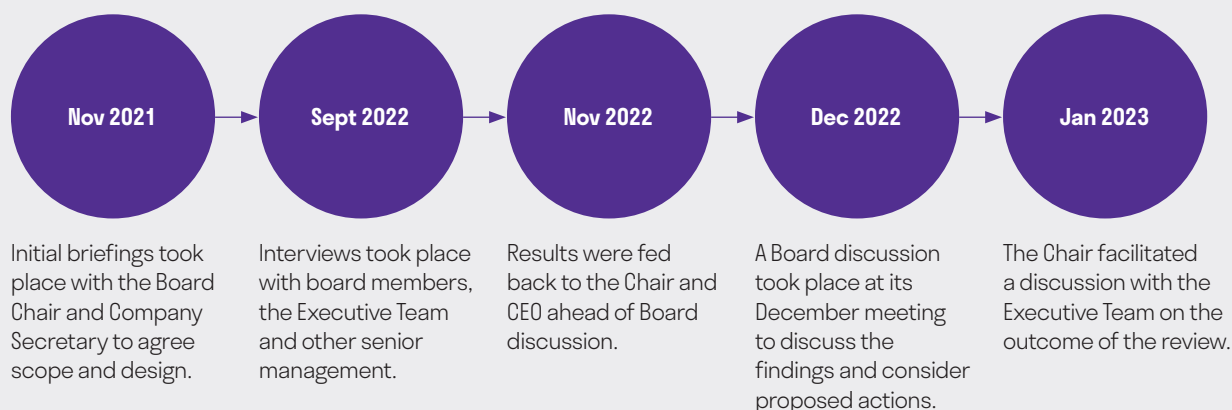 Nov 2021
Initial briefings took
place with the Board
Chair and Company
Secretary to agree
scope and design.
Sept 2022
Interviews took place
with board members,
the Executive Team
and other senior
management.
Nov 2022
Results were fed
back to the Chair and
CEO ahead of Board
discussion.
Dec 2022
A Board discussion
took place at its
December meeting
to discuss the
findings and consider
proposed actions.
Jan 2023
The Chair facilitated
a discussion with the
Executive Team on the
outcome of the review.